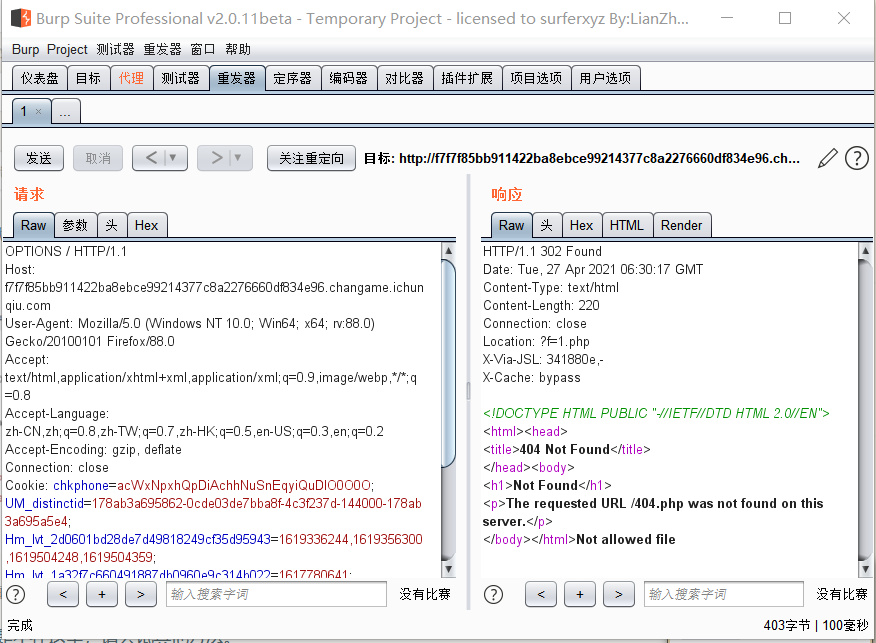 Burp Suite Professional v2.0.11beta - Temporary Project - licensed to surferxyz By:LianZh...
Burp Project 测试器 重发器 窗口 帮助
仪表盘 目标 代理 测试器 重发器 定序器 编码器 对比器 插件扩展 项目选项 用户选项
1 × ...
发送 取消 < ▼ > ▼ 关注重定向 目标: http://f7f7f85bb911422ba8ebce99214377c8a2276660df834e96.ch... ?
请求
Raw 参数 头 Hex
OPTIONS / HTTP/1.1
Host:
f7f7f85bb911422ba8ebce99214377c8a2276660df834e96.changame.ichun
qiu.com
User-Agent: Mozilla/5.0 (Windows NT 10.0; Win64; x64; rv:88.0)
Gecko/20100101 Firefox/88.0
Accept:
text/html,application/xhtml+xml,application/xml;q=0.9,image/webp,*/*;q
=0.8
Accept-Language:
zh-CN,zh;q=0.8,zh-TW;q=0.7,zh-HK;q=0.5,en-US;q=0.3,en;q=0.2
Accept-Encoding: gzip, deflate
Connection: close
Cookie: chkphone=acWxNpxhQpDiAchhNuSnEqyiQuDIO0O0O;
UM_distinctid=178ab3a695862-0cde03de7bba8f-4c3f237d-144000-178ab
3a695a5e4;
Hm_lvt_2d0601bd28de7d49818249cf35d95943=1619336244,1619356300
,1619504248,1619504359;
Hm_lvt_1a32f7c660491887db0960e9c314b022=1617780641;
? < + > 输入搜索字词 没有比赛
响应
Raw 头 Hex HTML Render
HTTP/1.1 302 Found
Date: Tue, 27 Apr 2021 06:30:17 GMT
Content-Type: text/html
Content-Length: 220
Connection: close
Location: ?f=1.php
X-Via-JSL: 341880e,-
X-Cache: bypass
<!DOCTYPE HTML PUBLIC "-//IETF//DTD HTML 2.0//EN">
<html><head>
<title>404 Not Found</title>
</head><body>
<h1>Not Found</h1>
<p>The requested URL /404.php was not found on this
server.</p>
</body></html>Not allowed file
? < + > 输入搜索字词 没有比赛
完成
403字节 | 100毫秒